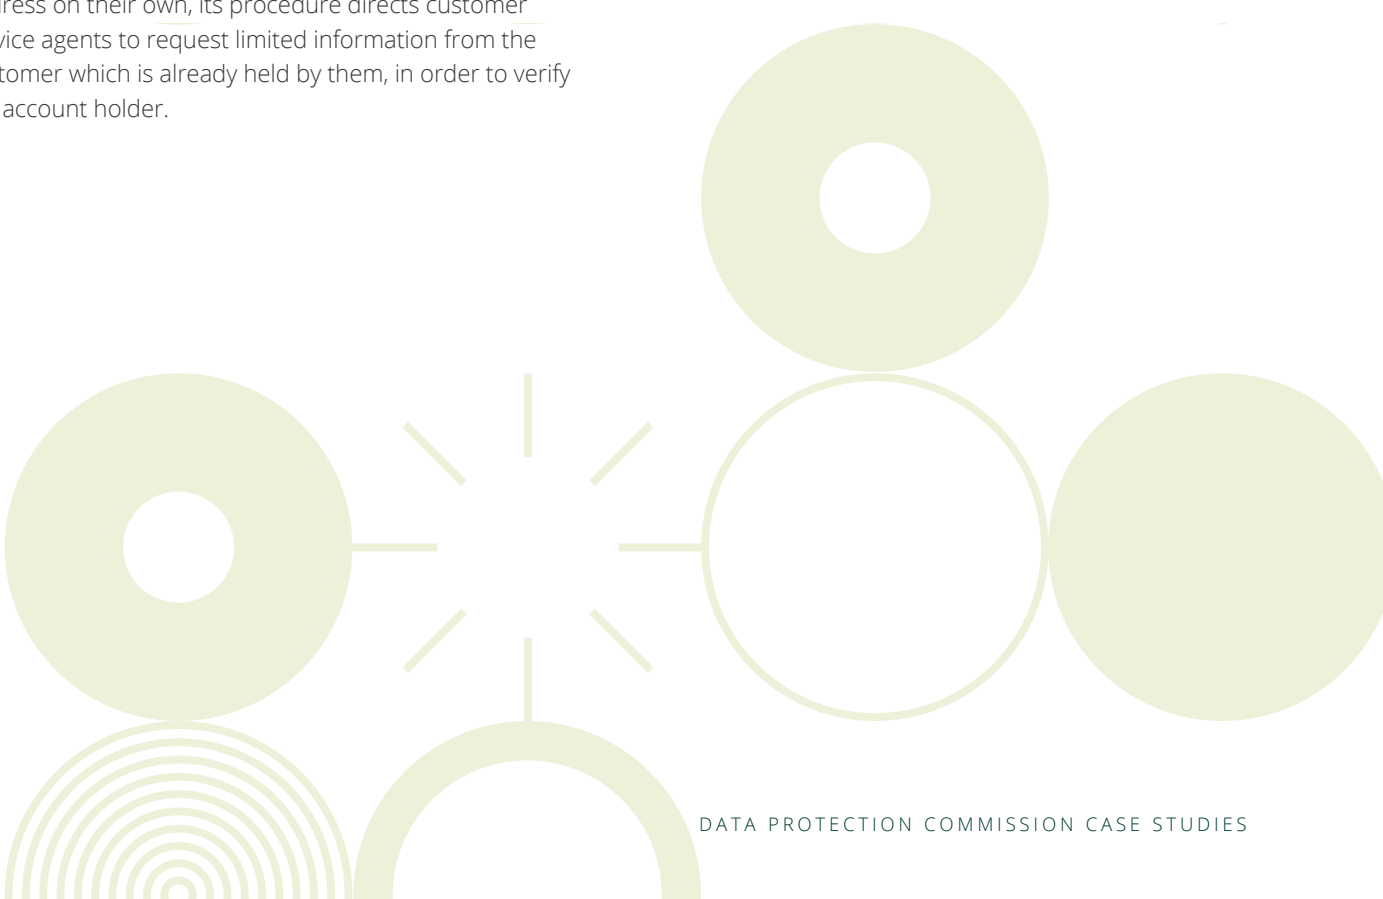 ress on their own, its procedure directs customer
vice agents to request limited information from the
tomer which is already held by them, in order to verify
account holder.
DATA PROTECTION COMMISSION CASE STUDIES